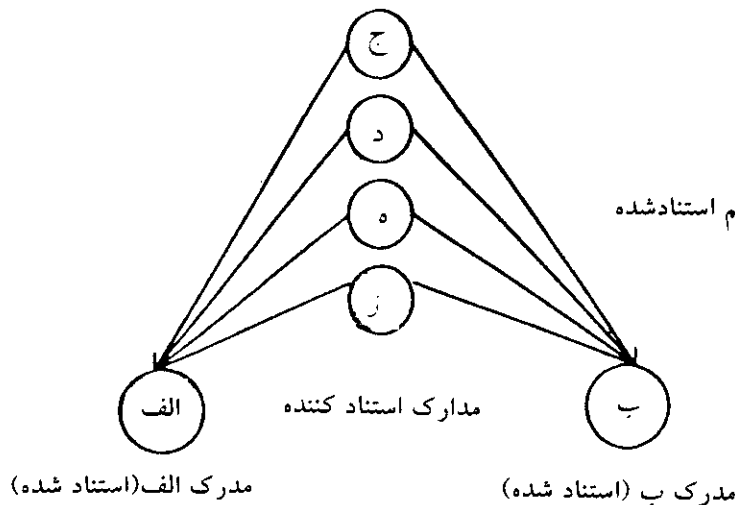 ج
د
ه
م استنادشده
ز
ب
الف
مدارک استناد کننده
مدرک ب (استناد شده)
مدرک الف(استناد شده)